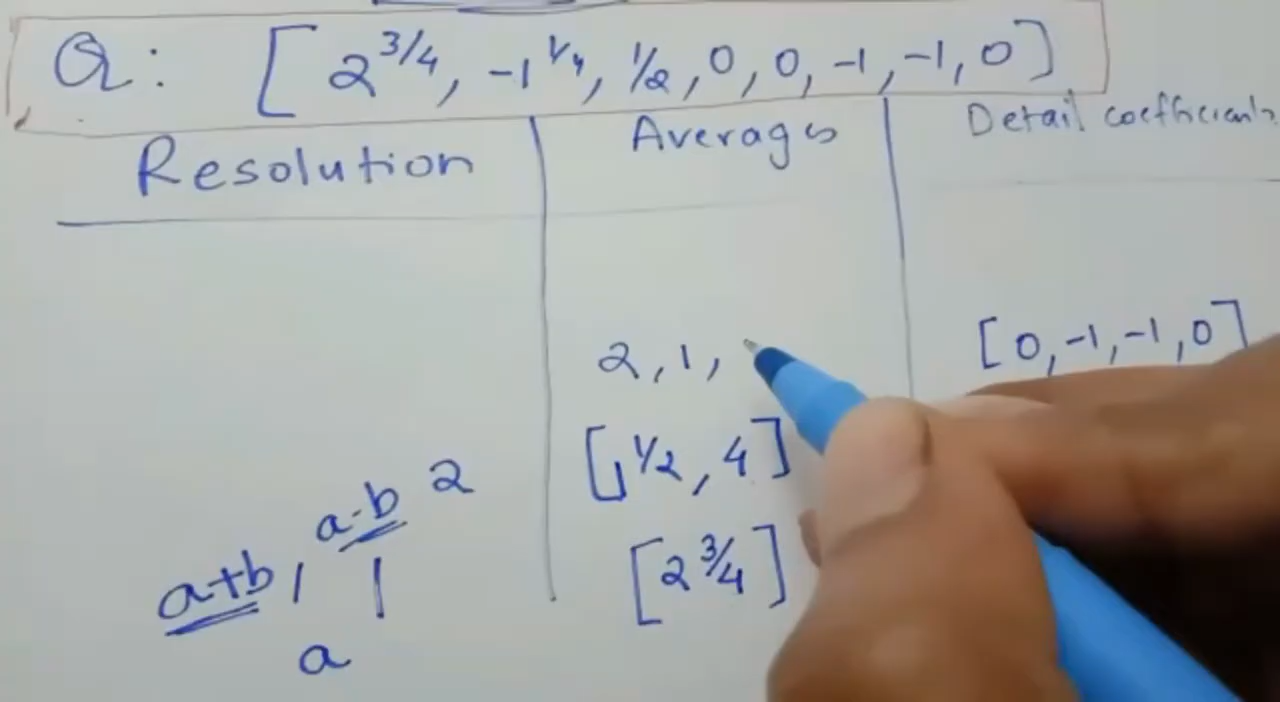 Q: [2 3/4, -1 1/4, 1/2, 0, 0, -1, -1, 0]
Resolution
Averages
Detail coefficients
2, 1,
[0, -1, -1, 0]
[1 1/2, 4]
[2 3/4]
a+b, a-b 2
a 1